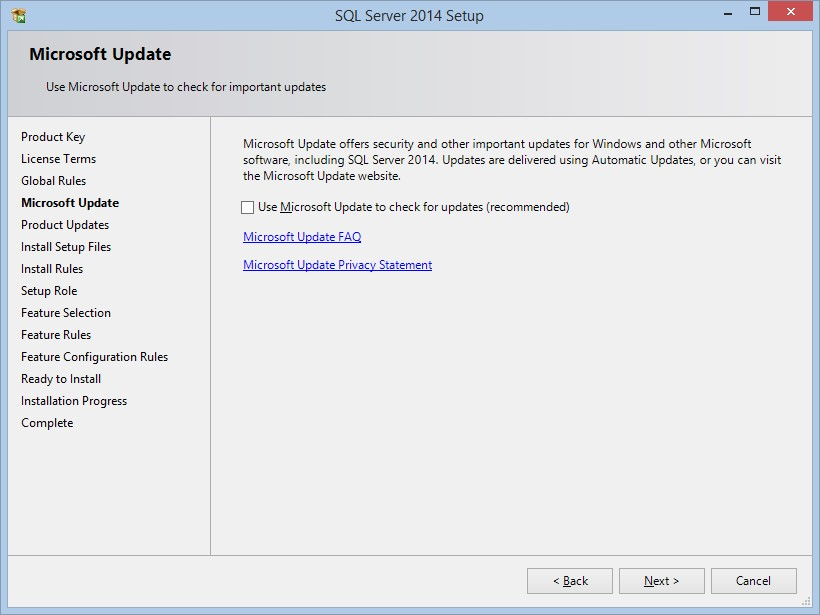 SQL Server 2014 Setup
Microsoft Update
Use Microsoft Update to check for important updates
Product Key
License Terms
Global Rules
Microsoft Update
Product Updates
Install Setup Files
Install Rules
Setup Role
Feature Selection
Feature Rules
Feature Configuration Rules
Ready to Install
Installation Progress
Complete
Microsoft Update offers security and other important updates for Windows and other Microsoft
software, including SQL Server 2014. Updates are delivered using Automatic Updates, or you can visit
the Microsoft Update website.
Use Microsoft Update to check for updates (recommended)
Microsoft Update FAQ
Microsoft Update Privacy Statement
< Back
Next >
Cancel